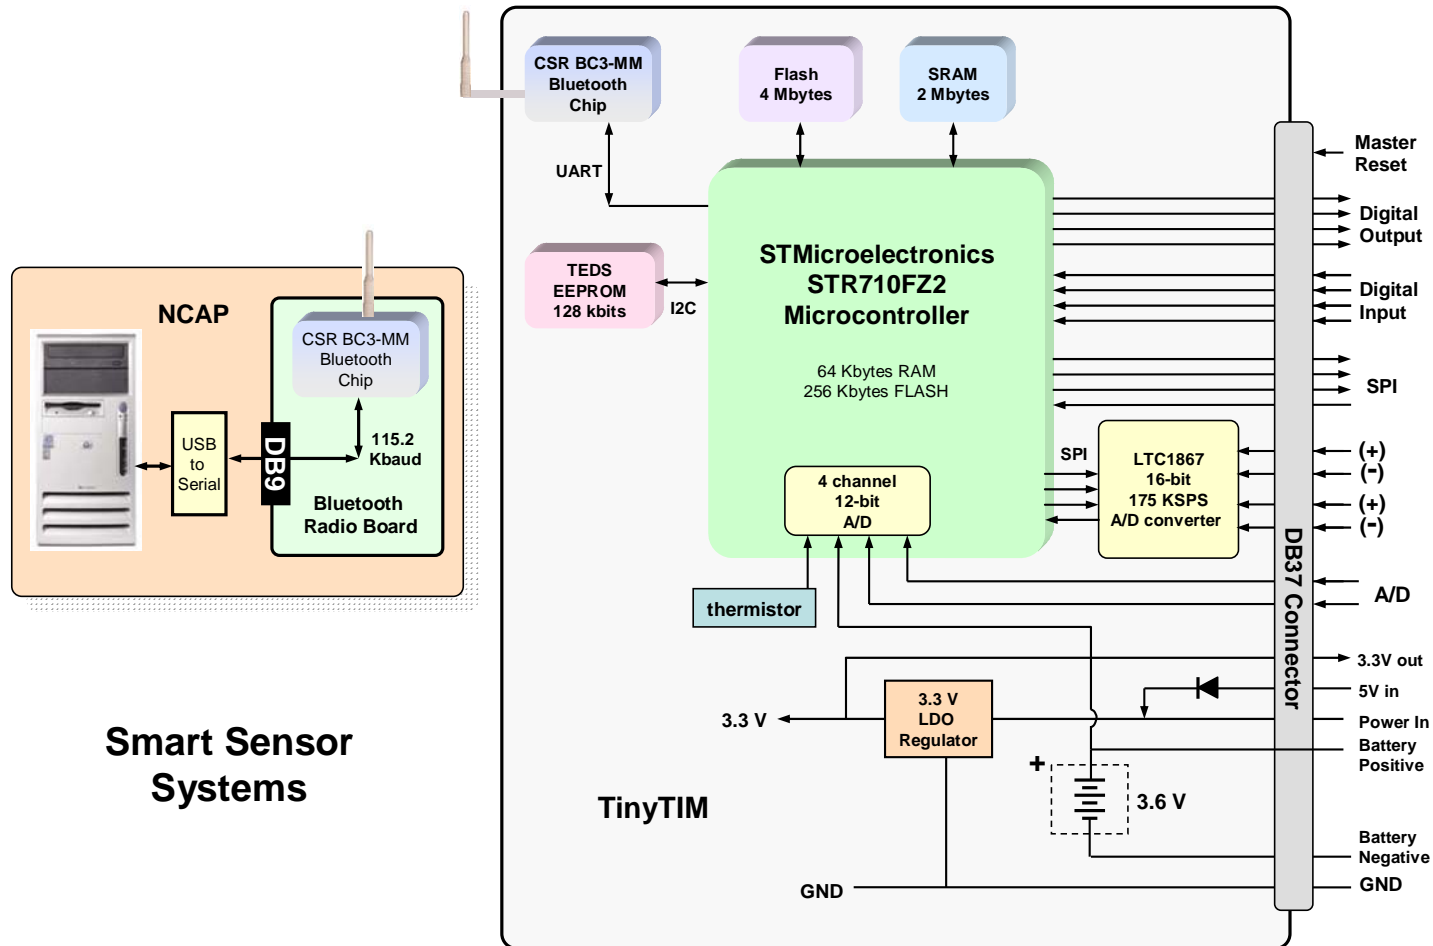 CSR BC3-MM
Bluetooth
Chip
Flash
4 Mbytes
SRAM
2 Mbytes
UART
TEDS
EEPROM
128 kbits
I2C
STMicroelectronics
STR710FZ2
Microcontroller
64 Kbytes RAM
256 Kbytes FLASH
4 channel
12-bit
A/D
SPI
LTC1867
16-bit
175 KSPS
A/D converter
thermistor
3.3 V
3.3 V
LDO
Regulator
+
3.6 V
TinyTIM
GND
DB37 Connector
Master
Reset
Digital
Output
Digital
Input
SPI
(+)
(-)
(+)
(-)
A/D
3.3V out
5V in
Power In
Battery
Positive
Battery
Negative
GND
NCAP
CSR BC3-MM
Bluetooth
Chip
USB
to
Serial
DB9
115.2
Kbaud
Bluetooth
Radio Board
Smart Sensor
Systems